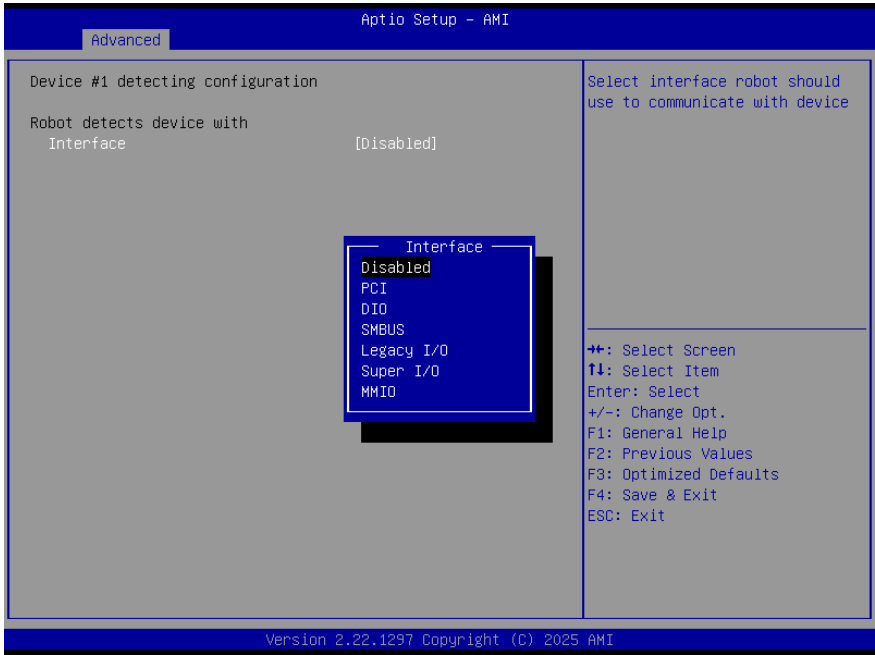 Aptio Setup – AMI
Advanced
Device #1 detecting configuration
Robot detects device with
Interface [Disabled]
Select interface robot should
use to communicate with device
Interface
Disabled
PCI
DIO
SMBUS
Legacy I/O
Super I/O
MMIO
→←: Select Screen
↑↓: Select Item
Enter: Select
+/-: Change Opt.
F1: General Help
F2: Previous Values
F3: Optimized Defaults
F4: Save & Exit
ESC: Exit
Version 2.22.1297 Copyright (C) 2025 AMI